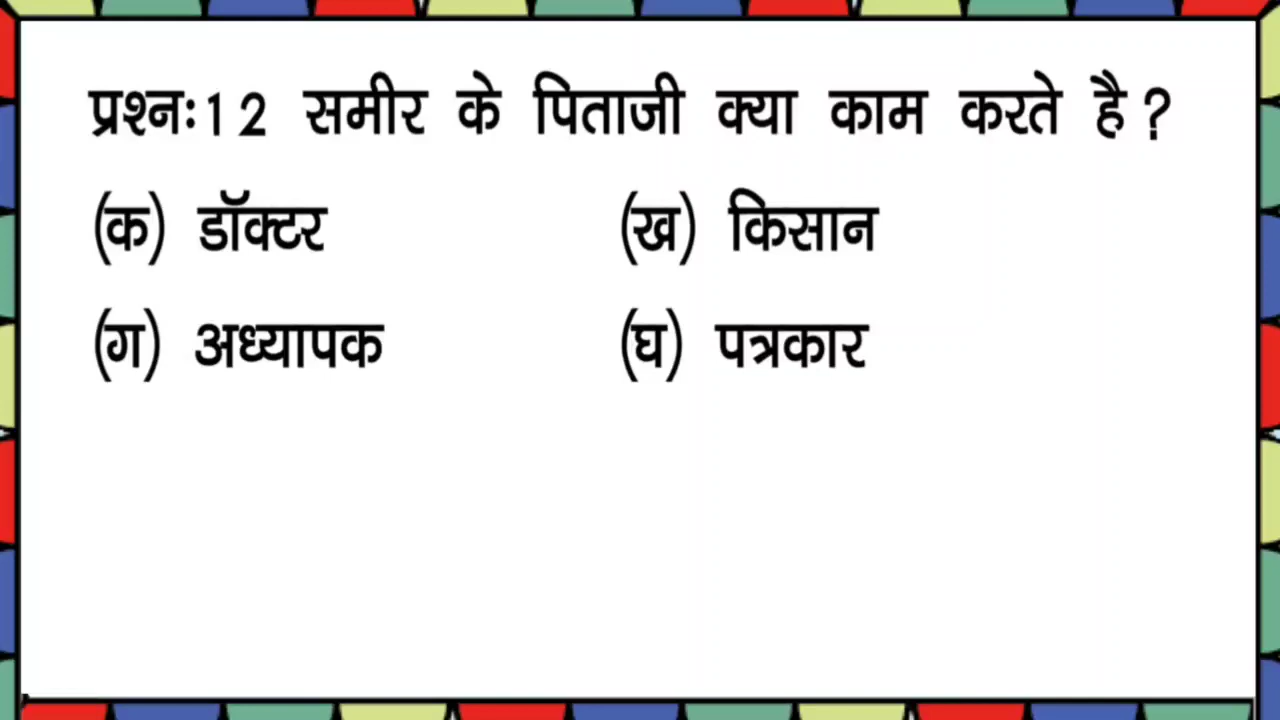 प्रश्नः12 समीर के पिताजी क्या काम करते है ?
(क) डॉक्टर (ख) किसान
(ग) अध्यापक (घ) पत्रकार